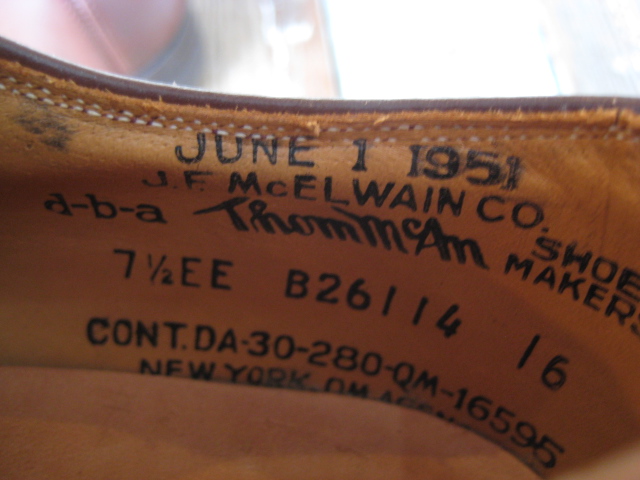 JUNE 1 1951
J.F. McELWAIN CO.
d-b-a Thom McAn SHOE
MAKERS
7½EE B26114 16
CONT.DA-30-280-QM-16595
NEW YORK, QM